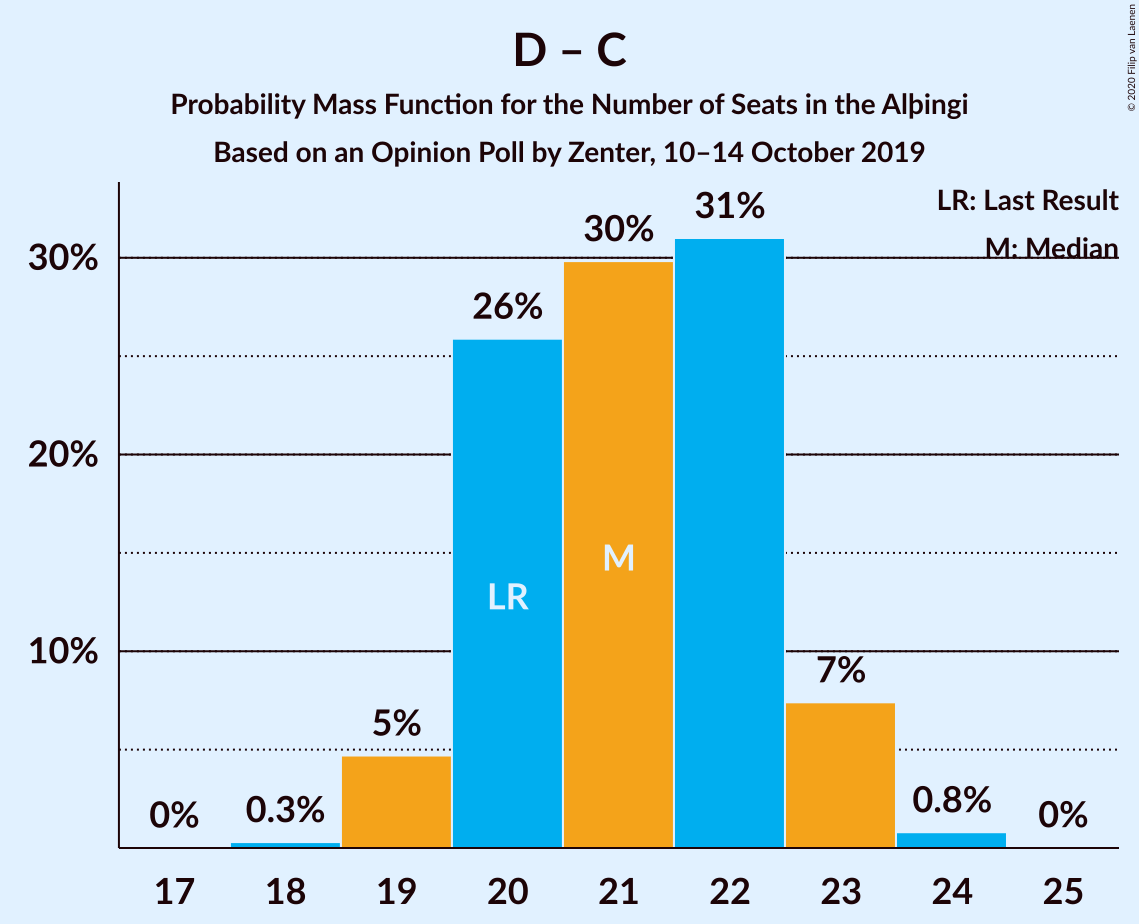 D – C
Probability Mass Function for the Number of Seats in the Alþingi
Based on an Opinion Poll by Zenter, 10–14 October 2019
© 2020 Filip van Laenen
LR: Last Result
M: Median
30%
20%
10%
0%
0.3%
5%
26%
30%
31%
7%
0.8%
0%
LR
M
17 18 19 20 21 22 23 24 25